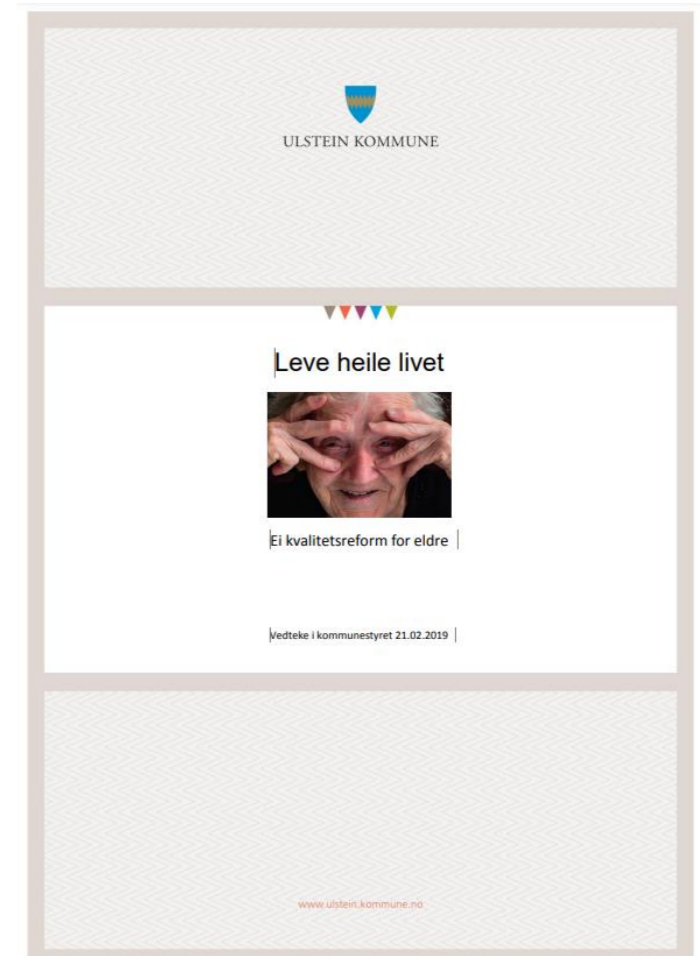 ULSTEIN KOMMUNE
Leve heile livet
Ei kvalitetsreform for eldre
Vedteke i kommunestyret 21.02.2019
www.ulstein.kommune.no